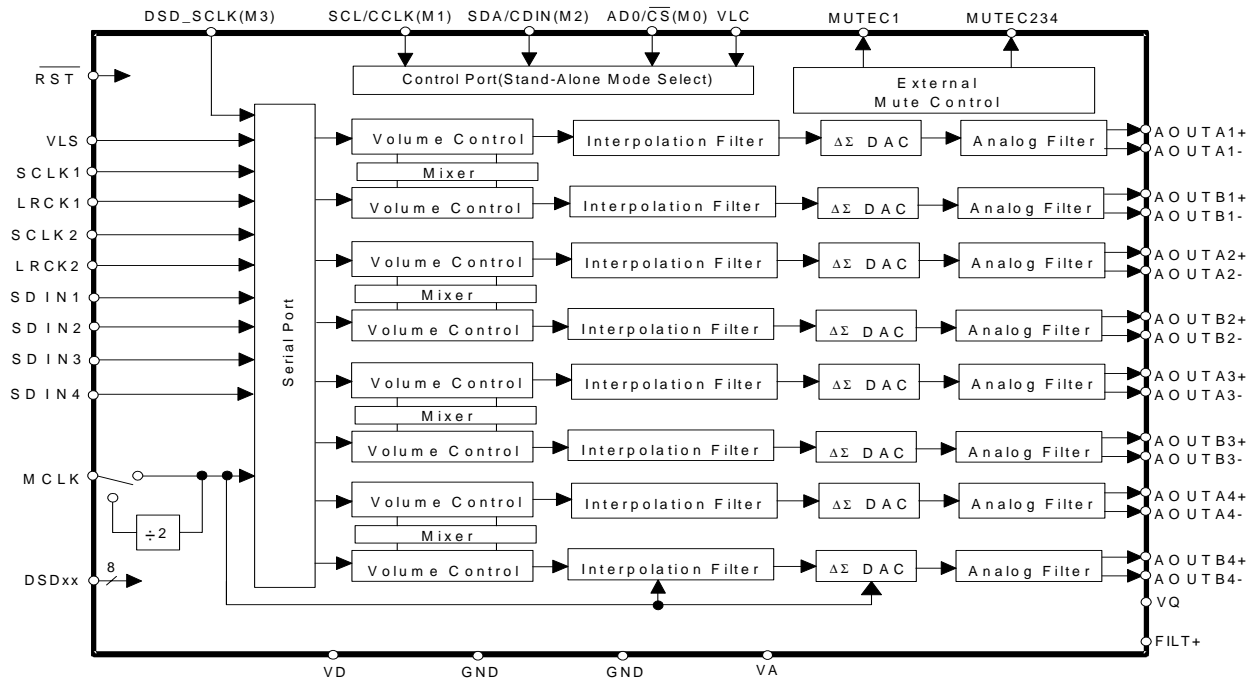 DSD_SCLK(M3) SCL/CCLK(M1) SDA/CDIN(M2) AD0/CS(M0) VLC MUTEC1 MUTEC234
RST
Control Port(Stand-Alone Mode Select)
External
Mute Control
VLS
SCLK1
LRCK1
SCLK2
LRCK2
SDIN1
SDIN2
SDIN3
SDIN4
MCLK
÷2
DSDxx
8
Serial Port
Volume Control Interpolation Filter ΔΣ DAC Analog Filter AOUTA1+
AOUTA1-
Mixer
Volume Control Interpolation Filter ΔΣ DAC Analog Filter AOUTB1+
AOUTB1-
Volume Control Interpolation Filter ΔΣ DAC Analog Filter AOUTA2+
AOUTA2-
Mixer
Volume Control Interpolation Filter ΔΣ DAC Analog Filter AOUTB2+
AOUTB2-
Volume Control Interpolation Filter ΔΣ DAC Analog Filter AOUTA3+
AOUTA3-
Mixer
Volume Control Interpolation Filter ΔΣ DAC Analog Filter AOUTB3+
AOUTB3-
Volume Control Interpolation Filter ΔΣ DAC Analog Filter AOUTA4+
AOUTA4-
Mixer
Volume Control Interpolation Filter ΔΣ DAC Analog Filter AOUTB4+
AOUTB4-
VQ
FILT+
VD GND GND VA